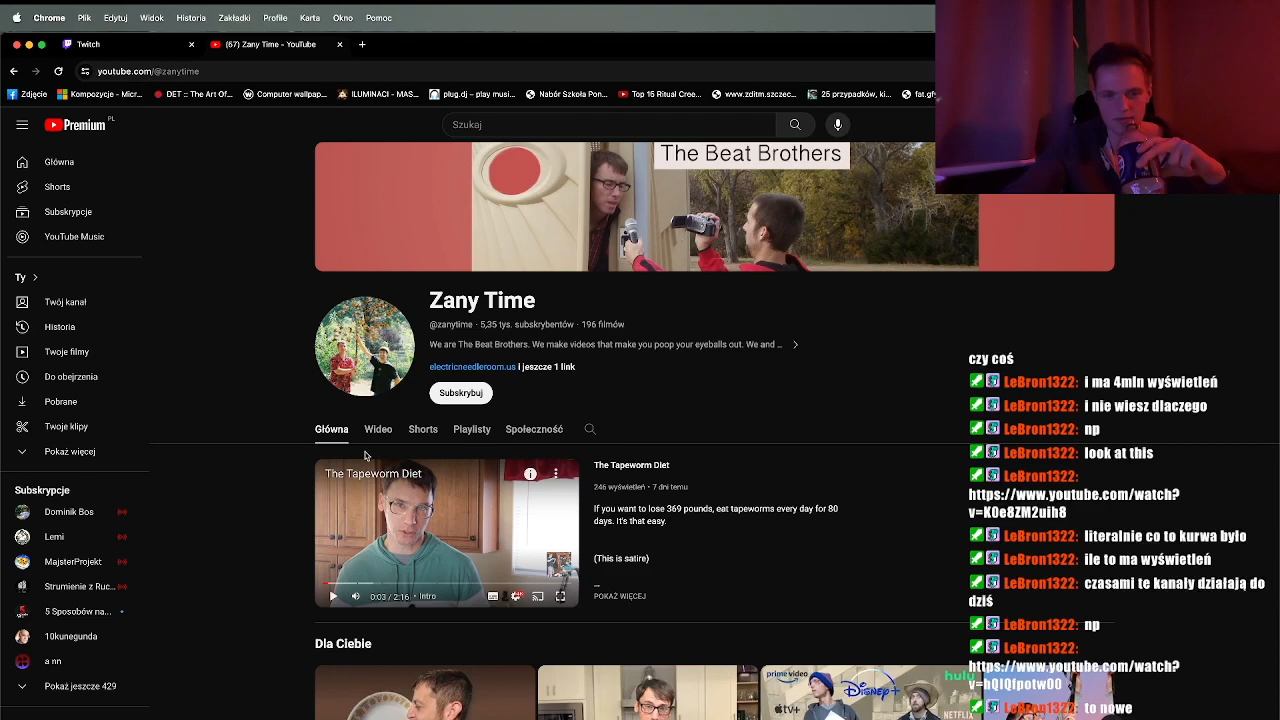 Chrome Plik Edytuj Widok Historia Zakładki Profile Karta Okno Pomoc
Twitch
(67) Zany Time - YouTube
youtube.com/@zanytime
Zdjęcie
Kompozycje - Micr...
DET :: The Art Of...
Computer wallpap...
ILUMINACI - MAS...
plug.dj – play musi...
Nabór Szkoła Pon...
Top 15 Ritual Cree...
www.zditm.szczec...
25 przypadków, ki...
fat.gfy
Premium PL
Szukaj
Główna
Shorts
Subskrypcje
YouTube Music
Ty
Twój kanał
Historia
Twoje filmy
Do obejrzenia
Pobrane
Twoje klipy
Pokaż więcej
Subskrypcje
Dominik Bos
Lemi
MajsterProjekt
Strumienie z Ruc...
5 Sposobów na...
10kunegunda
a nn
Pokaż jeszcze 429
The Beat Brothers
Zany Time
@zanytime · 5,35 tys. subskrybentów · 196 filmów
We are The Beat Brothers. We make videos that make you poop your eyeballs out. We and ...
electricneedleroom.us i jeszcze 1 link
Subskrybuj
Główna Wideo Shorts Playlisty Społeczność
The Tapeworm Diet
0:03 / 2:16 · Intro
The Tapeworm Diet
246 wyświetleń • 7 dni temu
If you want to lose 369 pounds, eat tapeworms every day for 80
days. It's that easy.
(This is satire)
...
POKAŻ WIĘCEJ
Dla Ciebie
prime video
tv+
Disney+
hulu
NETFLIX
czy coś
LeBron1322: i ma 4mln wyświetleń
LeBron1322: i nie wiesz dlaczego
LeBron1322: np
LeBron1322: look at this
LeBron1322:
https://www.youtube.com/watch?
v=K0e8ZM2uih8
LeBron1322: literalnie co to kurwa było
LeBron1322: ile to ma wyświetleń
LeBron1322: czasami te kanały działają do
dziś
LeBron1322: np
LeBron1322:
https://www.youtube.com/watch?
v=hQlQfpotw00
LeBron1322: to nowe